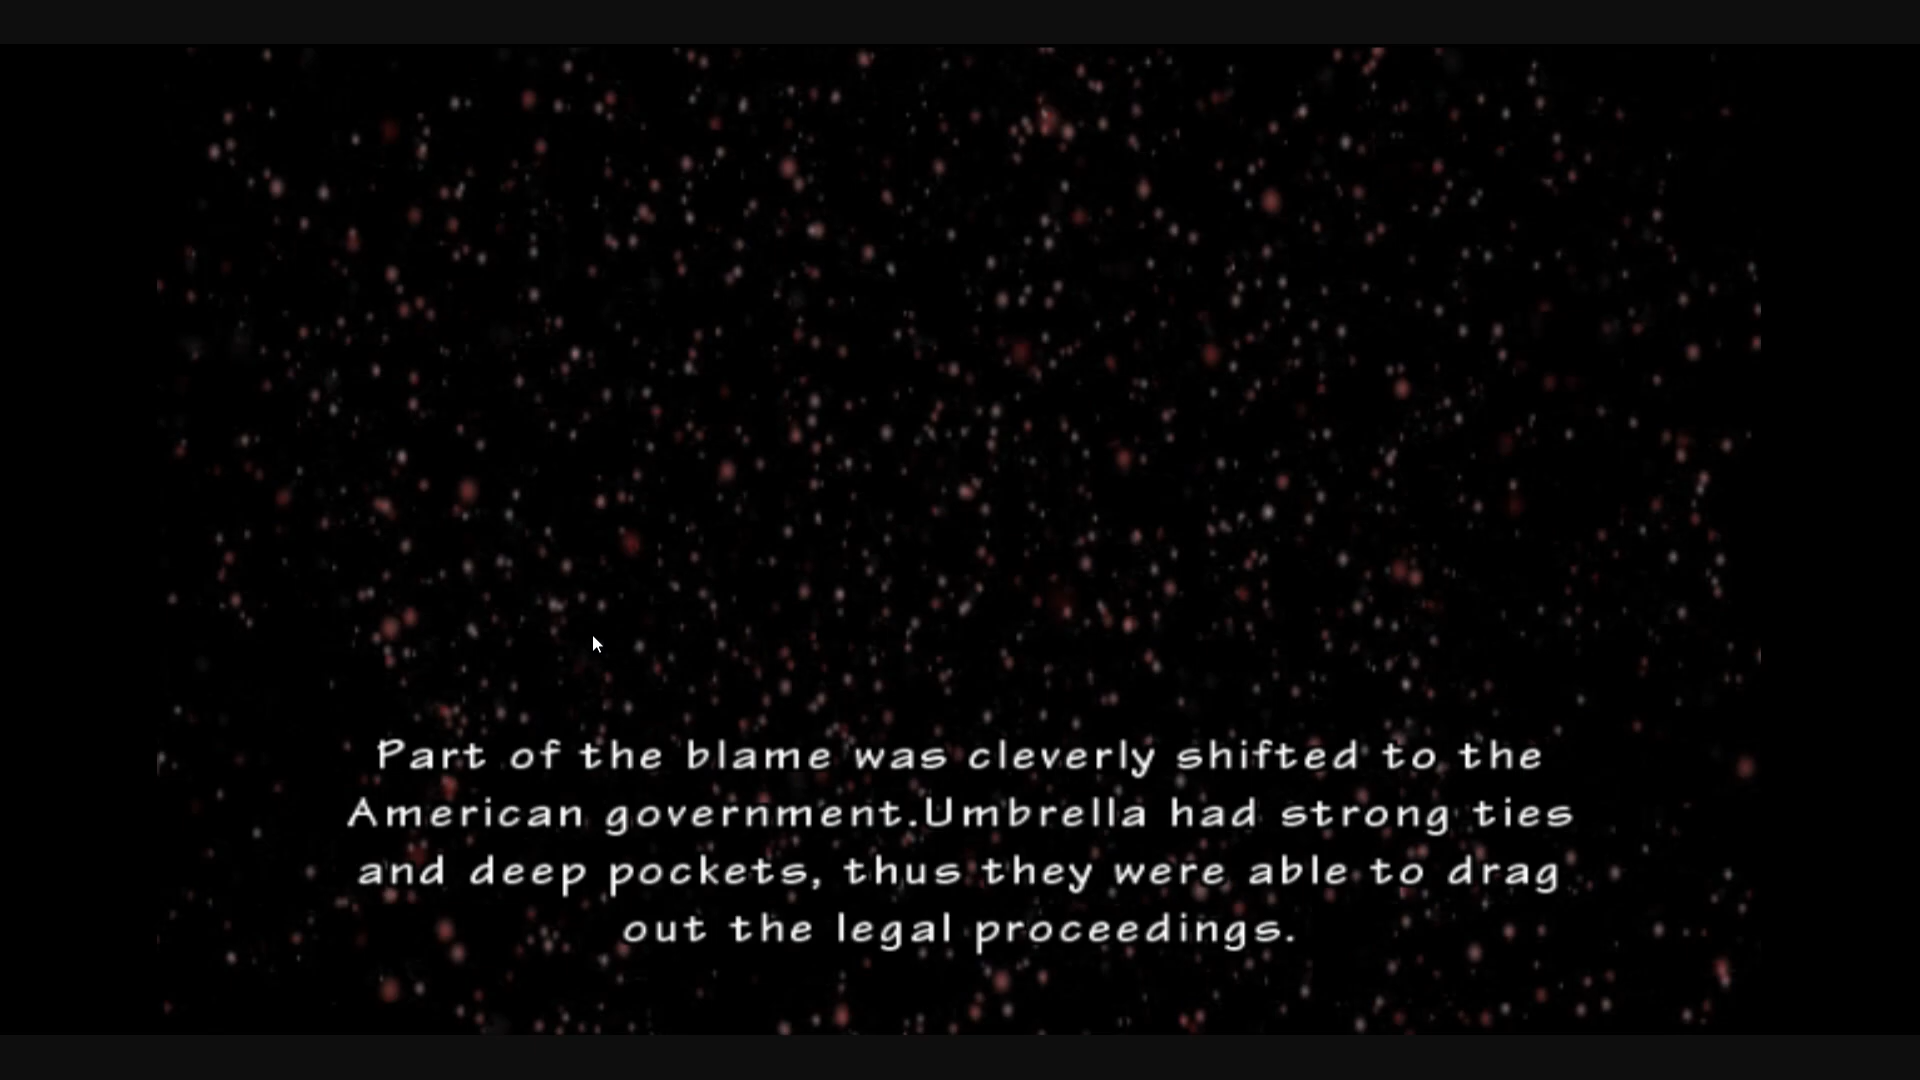 Part of the blame was cleverly shifted to the
American government.Umbrella had strong ties
and deep pockets, thus they were able to drag
out the legal proceedings.